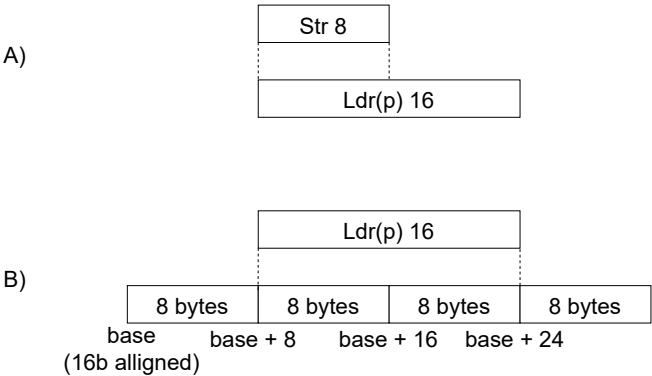 Str 8
A)
Ldr(p) 16
Ldr(p) 16
B)
8 bytes 8 bytes 8 bytes 8 bytes
base base + 8 base + 16 base + 24
(16b alligned)